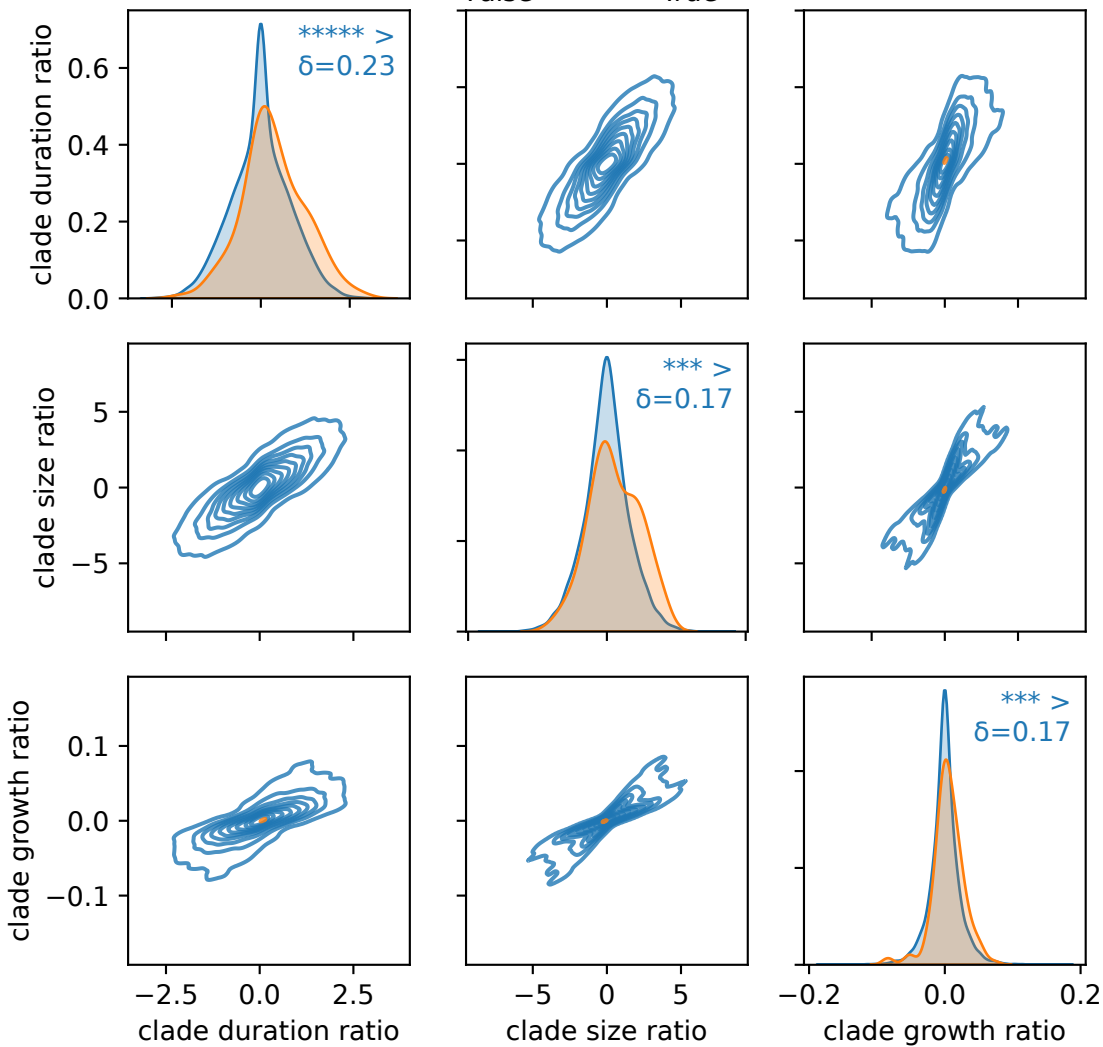 ***** >
δ=0.23
clade duration ratio
0.6
0.4
0.2
0.0
*** >
δ=0.17
clade size ratio
5
0
−5
*** >
δ=0.17
clade growth ratio
0.1
0.0
−0.1
−2.5 0.0 2.5
−5 0 5
−0.2 0.0 0.2
clade duration ratio
clade size ratio
clade growth ratio